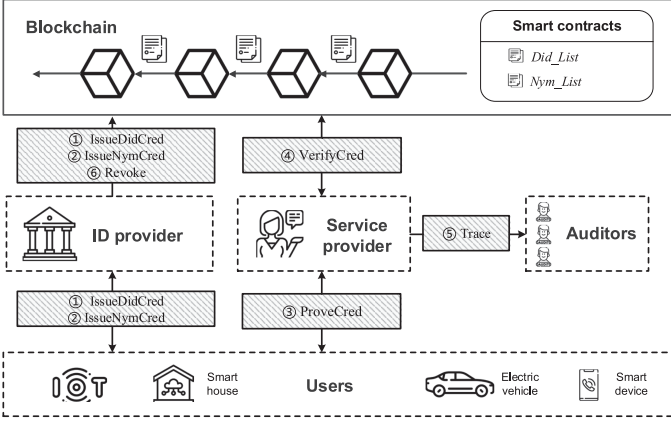 Blockchain
Smart contracts
Did_List
Nym_List
① IssueDidCred
② IssueNymCred
⑥ Revoke
④ VerifyCred
ID provider
Service
provider
⑤ Trace
Auditors
① IssueDidCred
② IssueNymCred
③ ProveCred
IOT
Smart
house
Users
Electric
vehicle
Smart
device